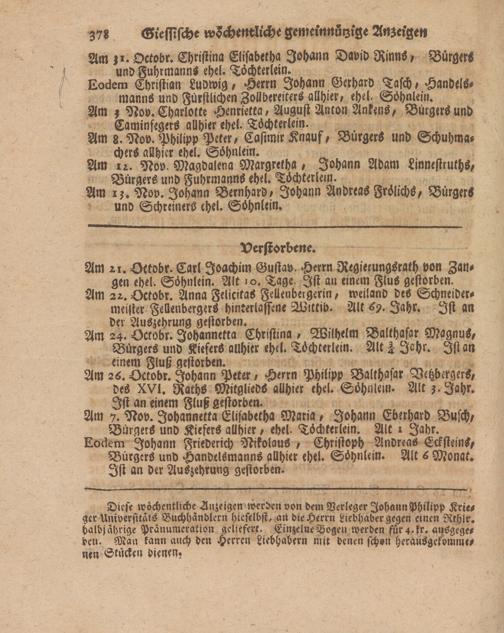 378 Giessische wöchentliche gemeinnüzige Anzeigen
Am 31. Octobr. Christina Elisabetha Johann David Rinns, Bürgers
und Fuhrmanns ehel. Töchterlein.
Eodem Christian Ludwig, Herrn Johann Gerhard Tasch, Handels-
manns und Fürstlichen Zollbereiters allhier, ehel. Söhnlein.
Am 3 Nov. Charlotte Henrietta, August Anton Ankens, Bürgers und
Caminfegers allhier ehel. Töchterlein.
Am 8. Nov. Philipp Peter, Casimir Knauf, Bürgers und Schuhma-
chers allhier ehel. Söhnlein.
Am 12. Nov. Magdalena Margretha, Johann Adam Linnestruths,
Bürgers und Fuhrmanns ehel. Töchterlein.
Am 13. Nov. Johann Bernhard, Johann Andreas Frölichs, Bürgers
und Schreiners ehel. Söhnlein.
Verstorbene.
Am 21. Octobr. Carl Joachim Gustav. Herrn Regierungsrath von Zan-
gen ehel. Söhnlein. Alt 10. Tage. Ist an einem Flus gestorben.
Am 22. Octobr. Anna Felicitas Fellenbergerin, weiland des Schneider-
meister Fellenbergers hinterlassene Wittib. Alt 69. Jahr. Ist an
der Auszehrung gestorben.
Am 24. Octobr. Johannetta Christina, Wilhelm Balthasar Magnus,
Bürgers und Kiefers allhier ehel. Töchterlein. Alt Jahr. Ist an
einem Fluß gestorben.
Am 26. Octobr. Johann Peter, Herrn Philipp Balthasar Vetzbergers,
des XVI. Raths Mitglieds allhier ehel. Söhnlein. Alt 3. Jahr.
Ist an einem Fluß gestorben.
Am 7. Nov. Johannetta Elisabetha Maria, Johann Eberhard Busch,
Bürgers und Kiefers allhier, ehel. Töchterlein. Alt 1 Jahr.
Eodem Johann Friederich Nikolaus, Christoph Andreas Ecksteins,
Bürgers und Handelsmanns allhier ehel. Söhnlein. Alt 6 Monat.
Ist an der Auszehrung gestorben.
Diese wöchentliche Anzeigen werden von dem Verleger Johann Philipp Krie-
ger Universitäts Buchhändlern hieselbst, an die Herrn Liebhaber gegen einen Rthlr.
halbjährige Pränumeration geliefert. Einzelne Bogen werden für 4. kr. ausgege-
ben. Man kann auch den Herren Liebhabern mit denen schon herausgekomme-
nen Stücken dienen.